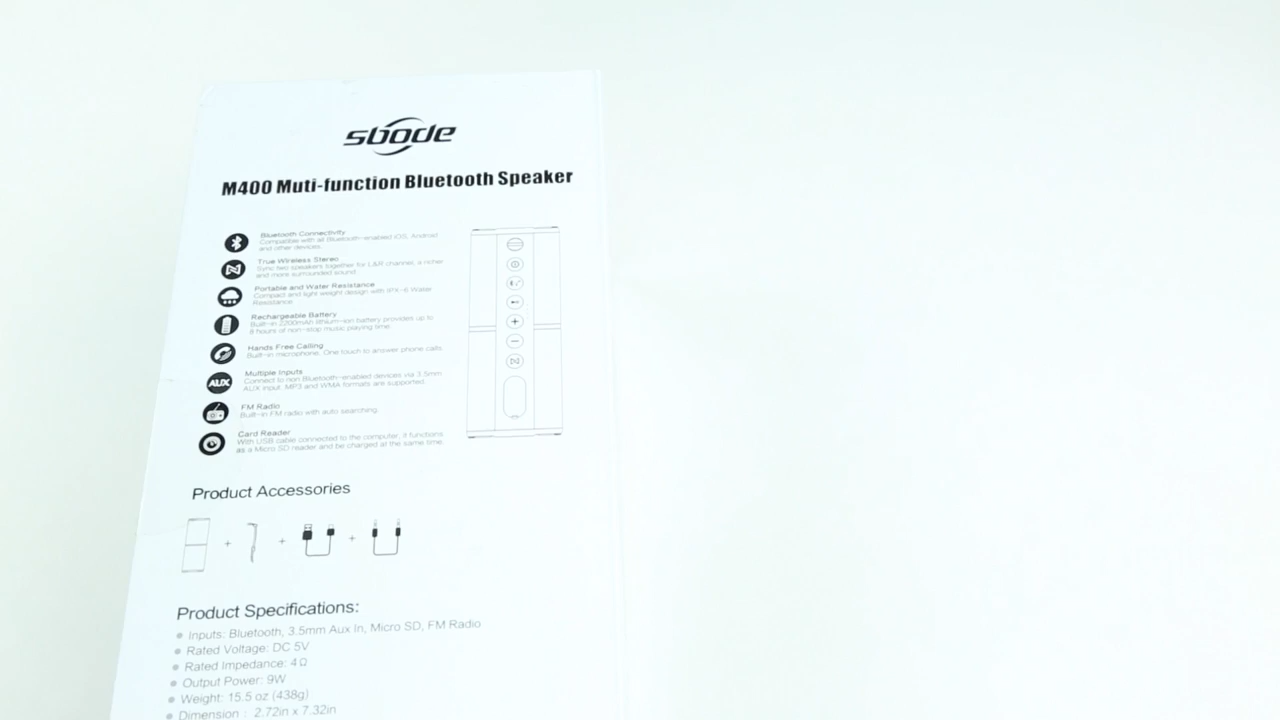 sbode
M400 Muti-function Bluetooth Speaker
Bluetooth Connectivity
Compatible with all Bluetooth-enabled iOS, Android
and other devices.
True Wireless Stereo
Sync two speakers together for L&R channel, a richer
and more surrounded sound.
Portable and Water Resistance
Compact and light weight design with IPX-6 Water
Resistance.
Rechargeable Battery
Built-in 2200mAh lithium-ion battery provides up to
8 hours of non-stop music playing time.
Hands Free Calling
Built-in microphone, One touch to answer phone calls.
AUX
Multiple Inputs
Connect to non Bluetooth-enabled devices via 3.5mm
AUX input. MP3 and WMA formats are supported.
FM Radio
Built-in FM radio with auto searching.
Card Reader
With USB cable connected to the computer, it functions
as a Micro SD reader and be charged at the same time.
Product Accessories
+ + +
Product Specifications:
Inputs: Bluetooth, 3.5mm Aux In, Micro SD, FM Radio
Rated Voltage: DC 5V
Rated Impedance: 4Ω
Output Power: 9W
Weight: 15.5 oz (438g)
Dimension : 2.72in x 7.32in